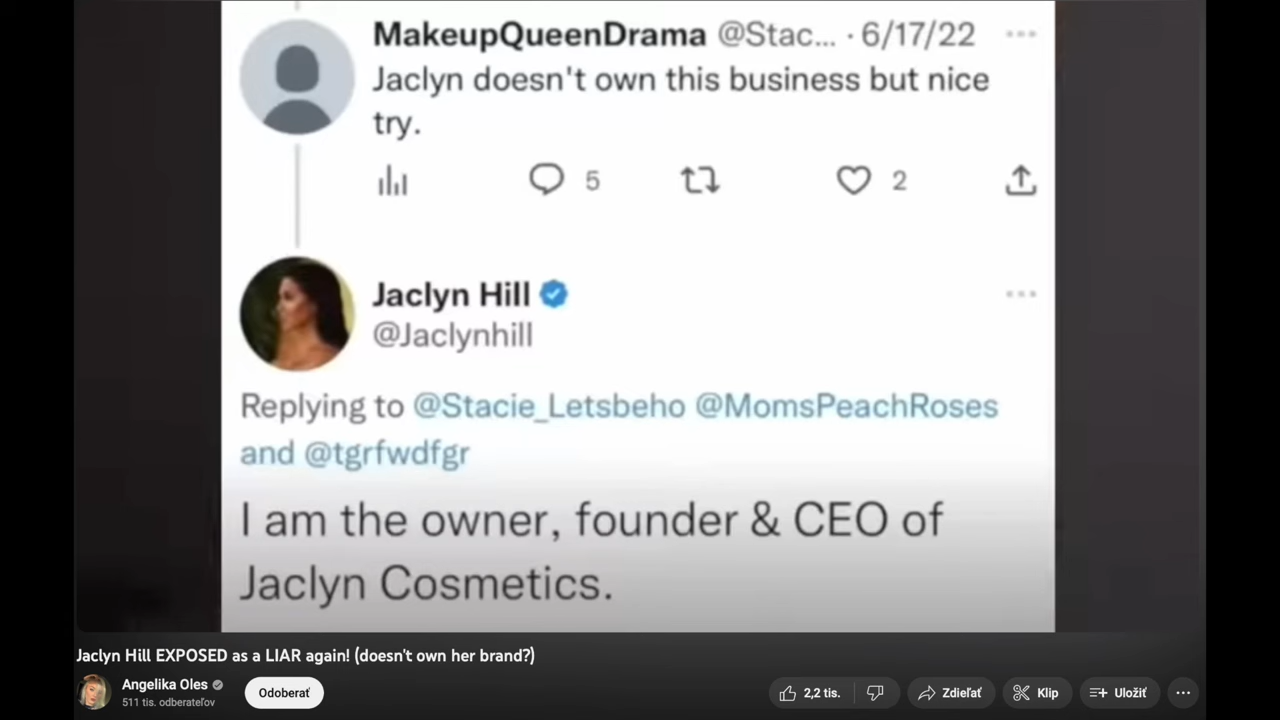 MakeupQueenDrama @Stac... · 6/17/22
Jaclyn doesn't own this business but nice
try.
5
2
Jaclyn Hill
@Jaclynhill
Replying to @Stacie_Letsbeho @MomsPeachRoses
and @tgrfwdfgr
I am the owner, founder & CEO of
Jaclyn Cosmetics.
Jaclyn Hill EXPOSED as a LIAR again! (doesn't own her brand?)
Angelika Oles
511 tis. odberateľov
Odoberať
2,2 tis.
Zdieľať
Klip
Uložiť